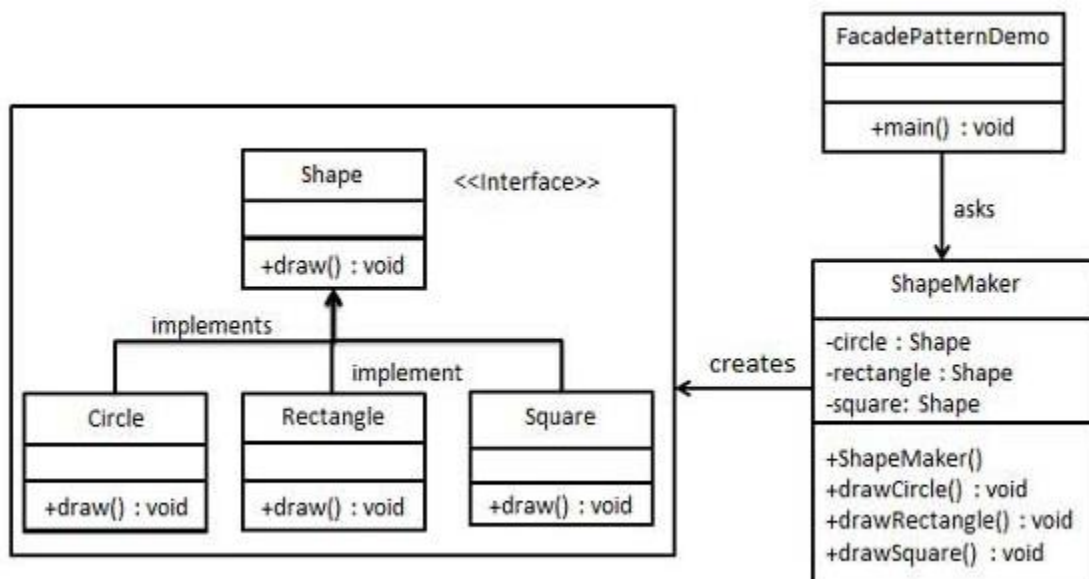 FacadePatternDemo
+main() : void
asks
Shape
<<Interface>>
+draw() : void
implements
implement
Circle
+draw() : void
Rectangle
+draw() : void
Square
+draw() : void
creates
ShapeMaker
-circle : Shape
-rectangle : Shape
-square: Shape
+ShapeMaker()
+drawCircle() : void
+drawRectangle() : void
+drawSquare() : void